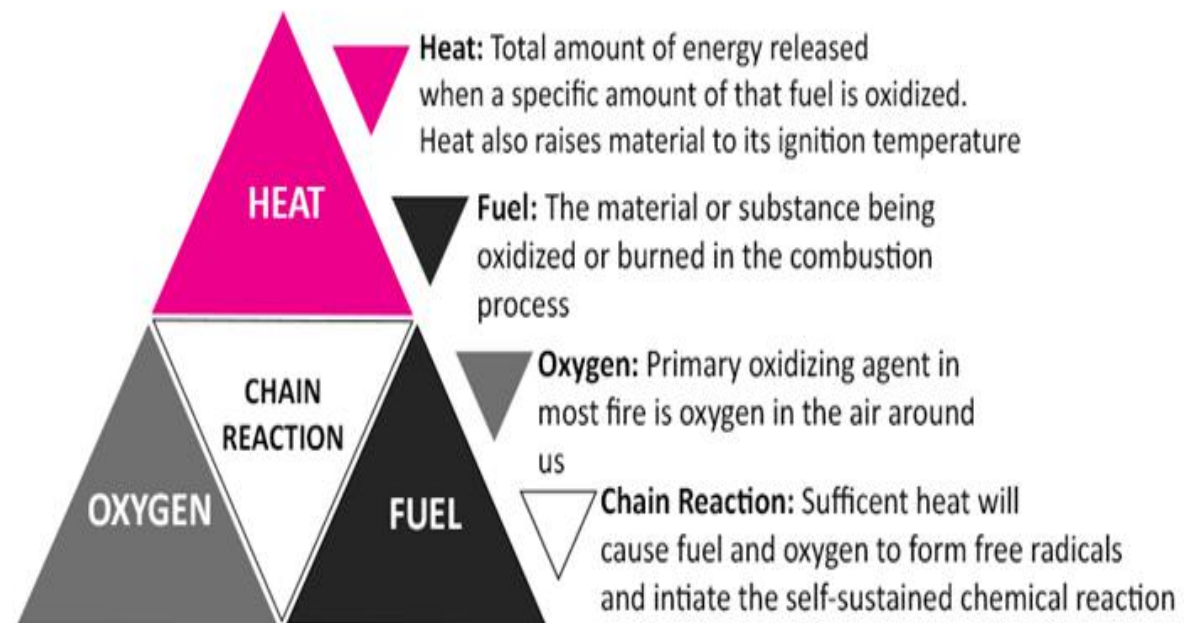 HEAT
CHAIN
REACTION
OXYGEN
FUEL
Heat: Total amount of energy released
when a specific amount of that fuel is oxidized.
Heat also raises material to its ignition temperature
Fuel: The material or substance being
oxidized or burned in the combustion
process
Oxygen: Primary oxidizing agent in
most fire is oxygen in the air around
us
Chain Reaction: Sufficent heat will
cause fuel and oxygen to form free radicals
and intiate the self-sustained chemical reaction